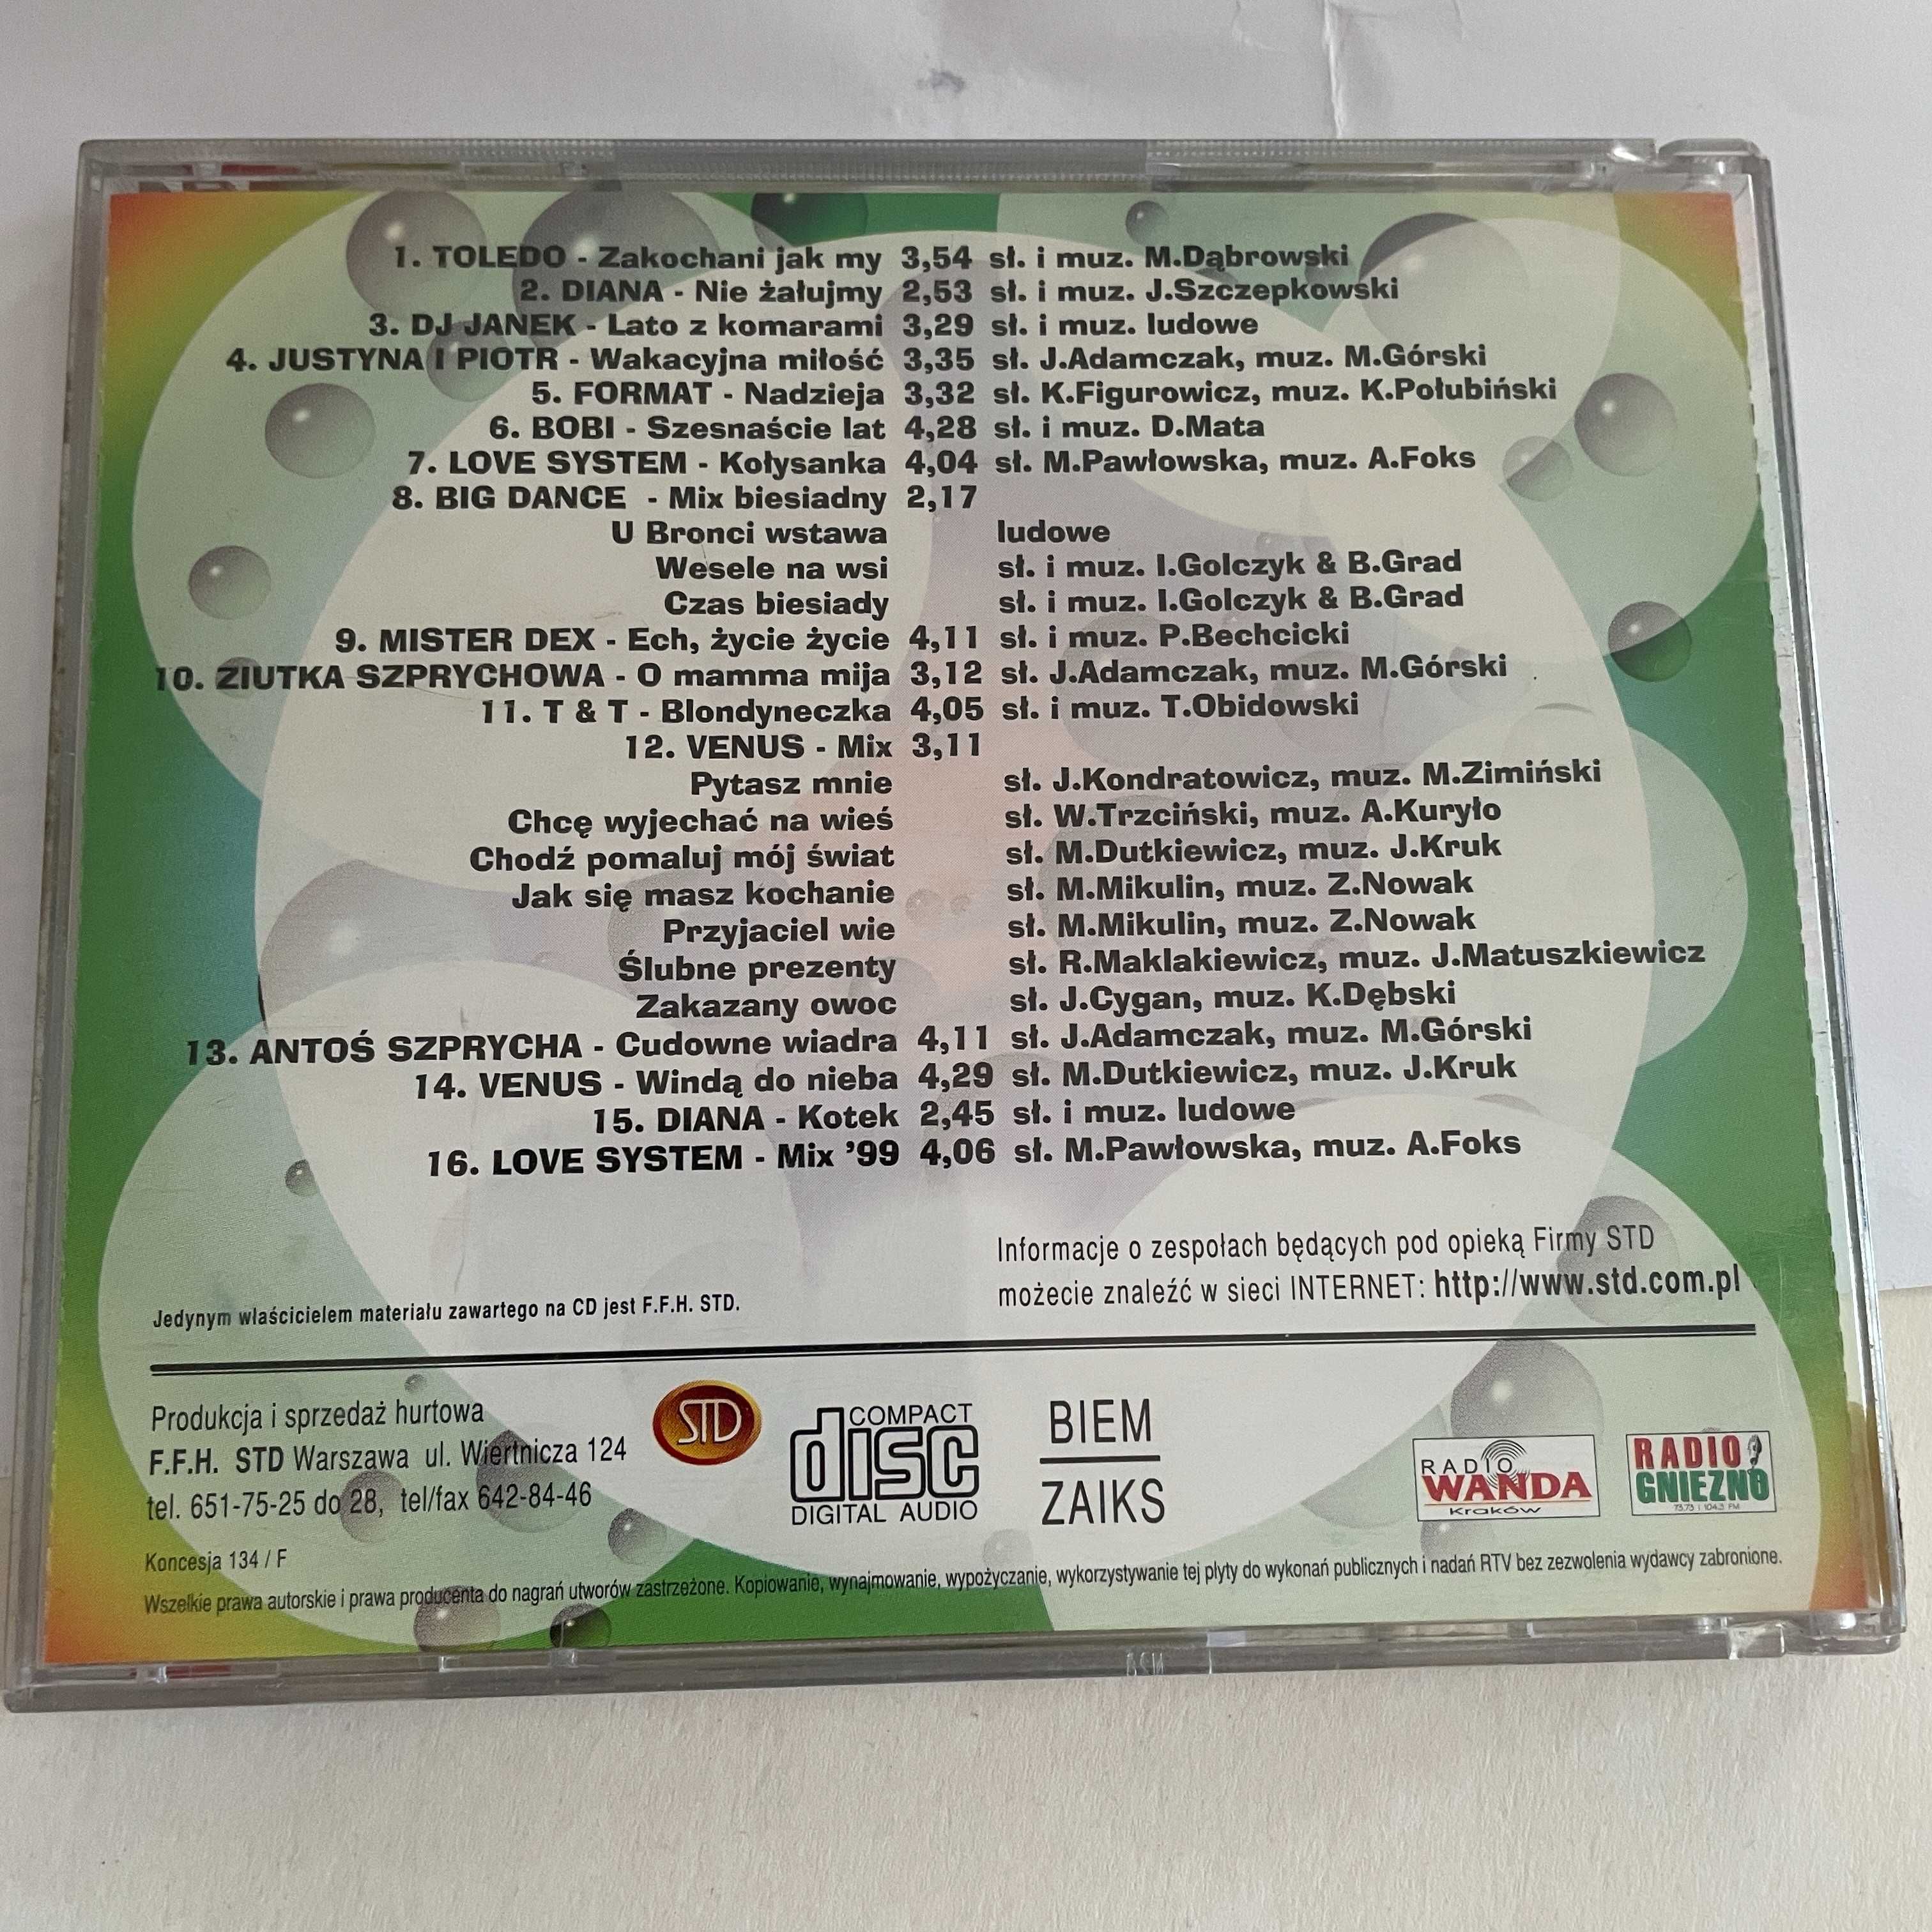 1. TOLEDO - Zakochani jak my 3,54 sł. i muz. M.Dąbrowski
2. DIANA - Nie żałujmy 2,53 sł. i muz. J.Szczepkowski
3. DJ JANEK - Lato z komarami 3,29 sł. i muz. ludowe
4. JUSTYNA I PIOTR - Wakacyjna miłość 3,35 sł. J.Adamczak, muz. M.Górski
5. FORMAT - Nadzieja 3,32 sł. K.Figurowicz, muz. K.Połubiński
6. BOBI - Szesnaście lat 4,28 sł. i muz. D.Mata
7. LOVE SYSTEM - Kołysanka 4,04 sł. M.Pawłowska, muz. A.Foks
8. BIG DANCE - Mix biesiadny 2,17
U Bronci wstawa ludowe
Wesele na wsi sł. i muz. I.Golczyk & B.Grad
Czas biesiady sł. i muz. I.Golczyk & B.Grad
9. MISTER DEX - Ech, życie życie 4,11 sł. i muz. P.Bechcicki
10. ZIUTKA SZPRYCHOWA - O mamma mija 3,12 sł. J.Adamczak, muz. M.Górski
11. T & T - Blondyneczka 4,05 sł. i muz. T.Obidowski
12. VENUS - Mix 3,11
Pytasz mnie sł. J.Kondratowicz, muz. M.Zimiński
Chcę wyjechać na wieś sł. W.Trzciński, muz. A.Kuryło
Chodź pomaluj mój świat sł. M.Dutkiewicz, muz. J.Kruk
Jak się masz kochanie sł. M.Mikulin, muz. Z.Nowak
Przyjaciel wie sł. M.Mikulin, muz. Z.Nowak
Ślubne prezenty sł. R.Maklakiewicz, muz. J.Matuszkiewicz
Zakazany owoc sł. J.Cygan, muz. K.Dębski
13. ANTOŚ SZPRYCHA - Cudowne wiadra 4,11 sł. J.Adamczak, muz. M.Górski
14. VENUS - Windą do nieba 4,29 sł. M.Dutkiewicz, muz. J.Kruk
15. DIANA - Kotek 2,45 sł. i muz. ludowe
16. LOVE SYSTEM - Mix ’99 4,06 sł. M.Pawłowska, muz. A.Foks
Informacje o zespołach będących pod opieką Firmy STD
możecie znaleźć w sieci INTERNET: http://www.std.com.pl
Jedynym właścicielem materiału zawartego na CD jest F.F.H. STD.
Produkcja i sprzedaż hurtowa
F.F.H. STD Warszawa ul. Wiertnicza 124
tel. 651-75-25 do 28, tel/fax 642-84-46
STD
COMPACT
disc
DIGITAL AUDIO
BIEM
ZAIKS
RADIO
WANDA
Kraków
RADIO
GNIEZNO
Koncesja 134 / F
Wszelkie prawa autorskie i prawa producenta do nagrań utworów zastrzeżone. Kopiowanie, wynajmowanie, wypożyczanie, wykorzystywanie tej płyty do wykonań publicznych i nadań RTV bez zezwolenia wydawcy zabronione.